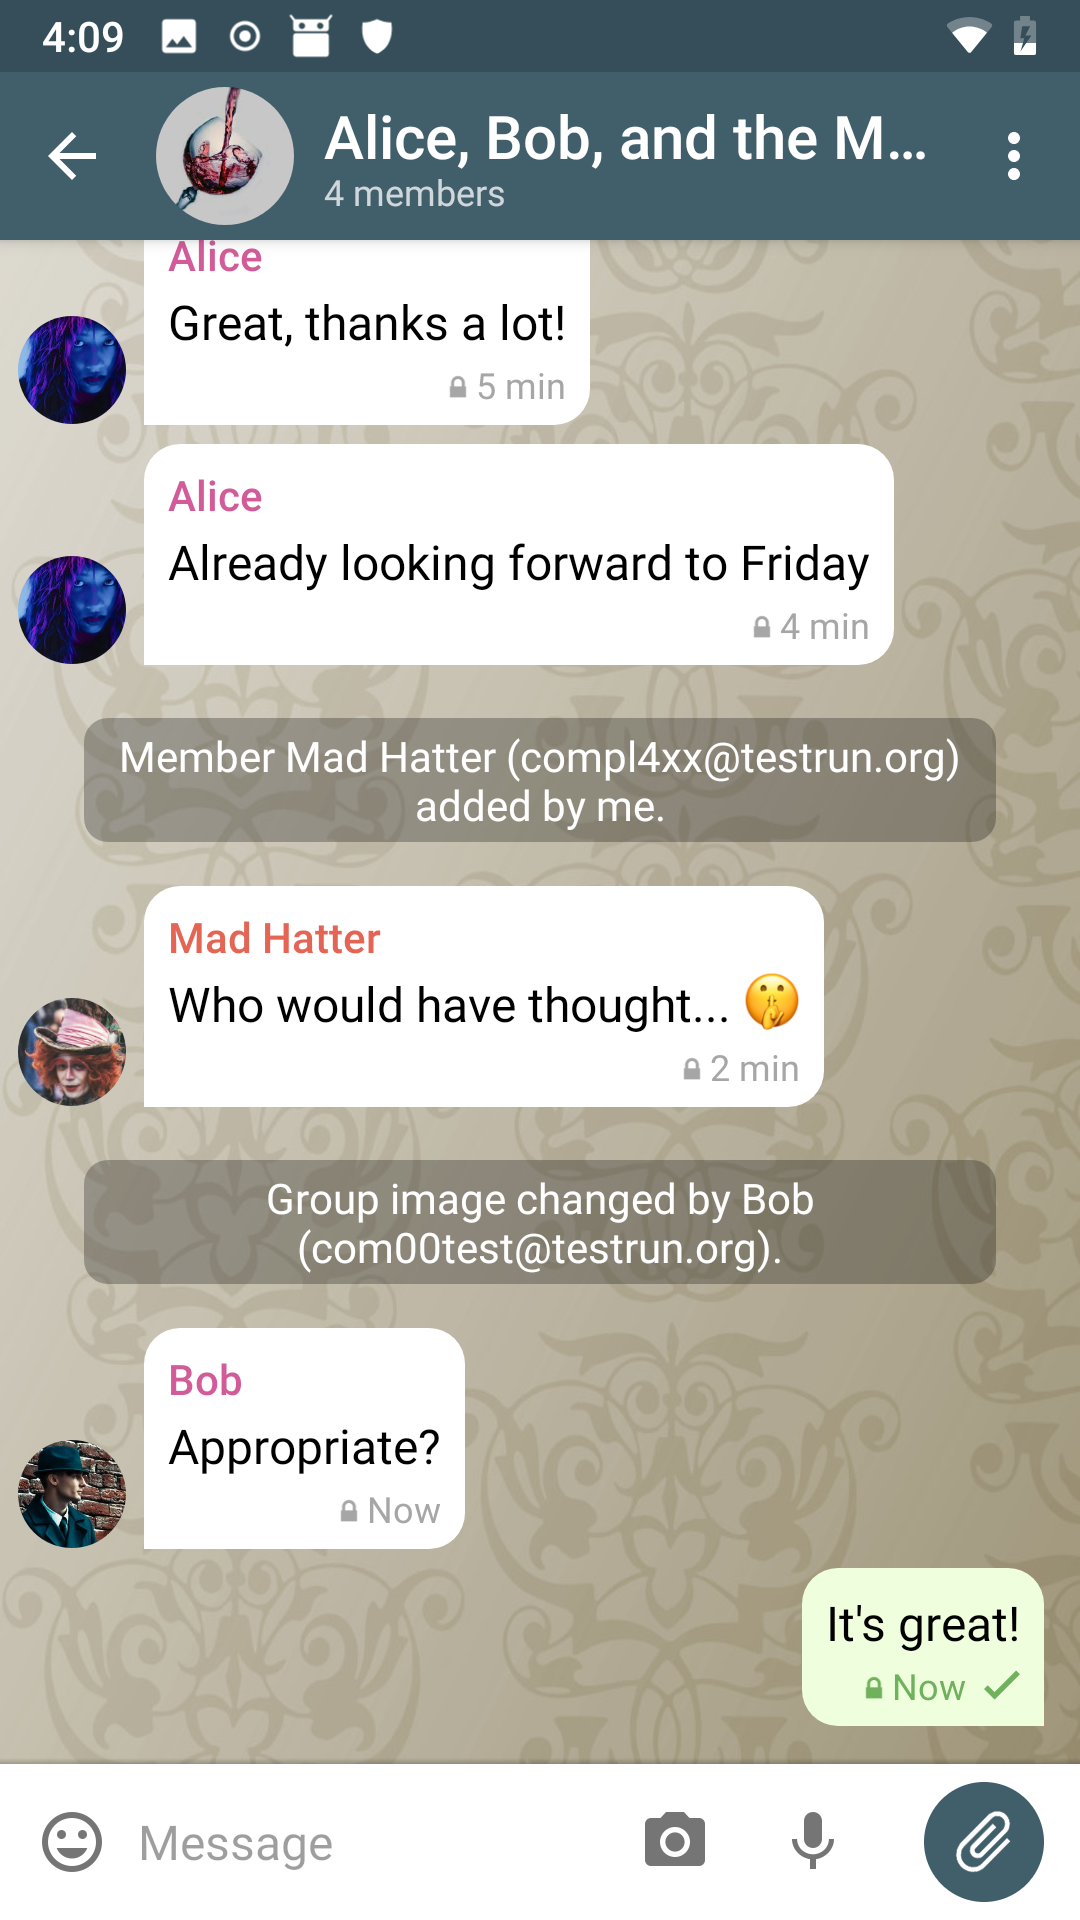 4:09
Alice, Bob, and the M...
4 members
Alice
Great, thanks a lot!
5 min
Alice
Already looking forward to Friday
4 min
Member Mad Hatter (compl4xx@testrun.org)
added by me.
Mad Hatter
Who would have thought... 🤫
2 min
Group image changed by Bob
(com00test@testrun.org).
Bob
Appropriate?
Now
It's great!
Now
Message